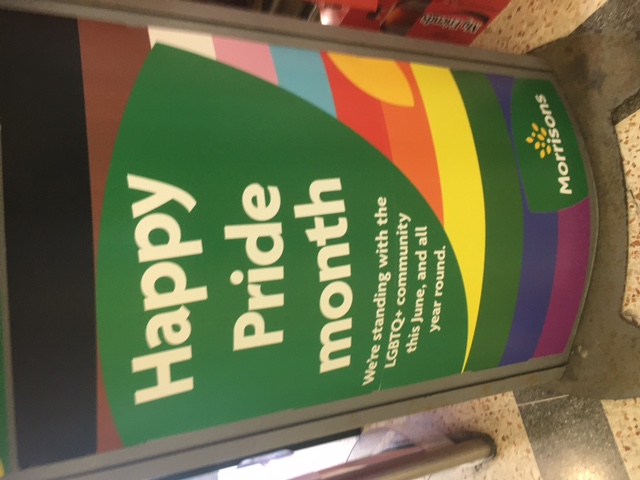 Happy
Pride
month
We're standing with the
LGBTQ+ community
this June, and all
year round.
Morrisons